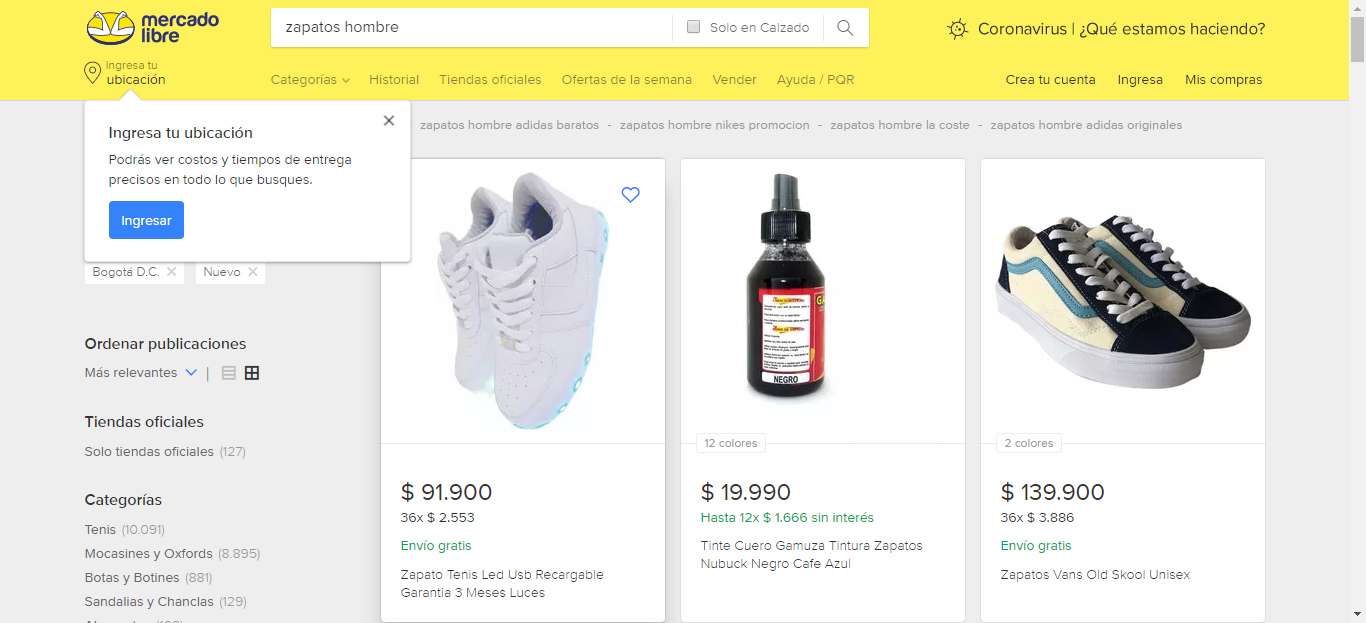 mercado
libre
zapatos hombre
Solo en Calzado
Coronavirus | ¿Qué estamos haciendo?
Ingresa tu
ubicación
Categorías
Historial
Tiendas oficiales
Ofertas de la semana
Vender
Ayuda / PQR
Crea tu cuenta
Ingresa
Mis compras
Ingresa tu ubicación
Podrás ver costos y tiempos de entrega
precisos en todo lo que busques.
Ingresar
zapatos hombre adidas baratos - zapatos hombre nikes promocion - zapatos hombre la coste - zapatos hombre adidas originales
Bogotá D.C.
Nuevo
Ordenar publicaciones
Más relevantes
Tiendas oficiales
Solo tiendas oficiales (127)
Categorías
Tenis (10.091)
Mocasines y Oxfords (8.895)
Botas y Botines (881)
Sandalias y Chanclas (129)
$ 91.900
36x $ 2.553
Envío gratis
Zapato Tenis Led Usb Recargable
Garantia 3 Meses Luces
NEGRO
12 colores
$ 19.990
Hasta 12x $ 1.666 sin interés
Tinte Cuero Gamuza Tintura Zapatos
Nubuck Negro Cafe Azul
2 colores
$ 139.900
36x $ 3.886
Envío gratis
Zapatos Vans Old Skool Unisex